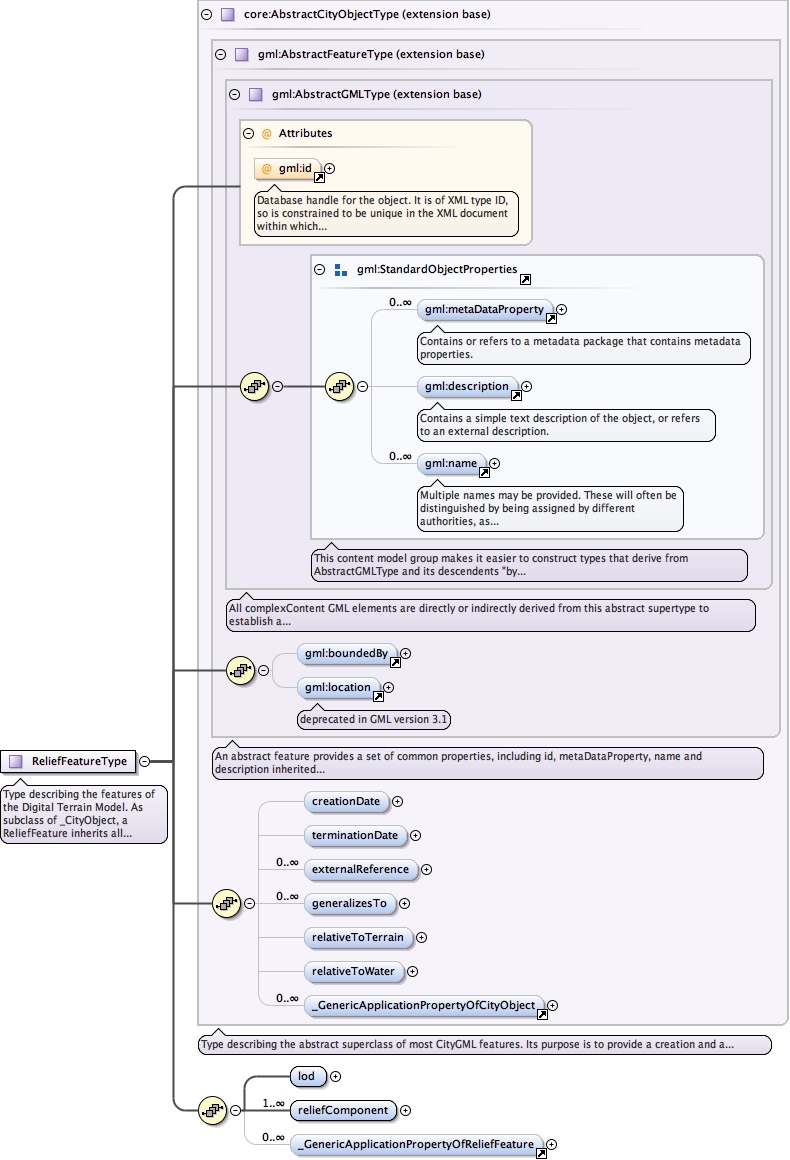 core:AbstractCityObjectType (extension base)
gml:AbstractFeatureType (extension base)
gml:AbstractGMLType (extension base)
@ Attributes
@ gml:id
Database handle for the object. It is of XML type ID,
so is constrained to be unique in the XML document
within which...
gml:StandardObjectProperties
0..∞
gml:metaDataProperty
Contains or refers to a metadata package that contains metadata
properties.
gml:description
Contains a simple text description of the object, or refers
to an external description.
0..∞
gml:name
Multiple names may be provided. These will often be
distinguished by being assigned by different
authorities, as...
This content model group makes it easier to construct types that derive from
AbstractGMLType and its descendents "by...
All complexContent GML elements are directly or indirectly derived from this abstract supertype to
establish a...
gml:boundedBy
gml:location
deprecated in GML version 3.1
An abstract feature provides a set of common properties, including id, metaDataProperty, name and
description inherited...
ReliefFeatureType
Type describing the features of
the Digital Terrain Model. As
subclass of _CityObject, a
ReliefFeature inherits all...
creationDate
terminationDate
0..∞
externalReference
0..∞
generalizesTo
relativeToTerrain
relativeToWater
0..∞
_GenericApplicationPropertyOfCityObject
Type describing the abstract superclass of most CityGML features. Its purpose is to provide a creation and a...
lod
1..∞
reliefComponent
0..∞
_GenericApplicationPropertyOfReliefFeature